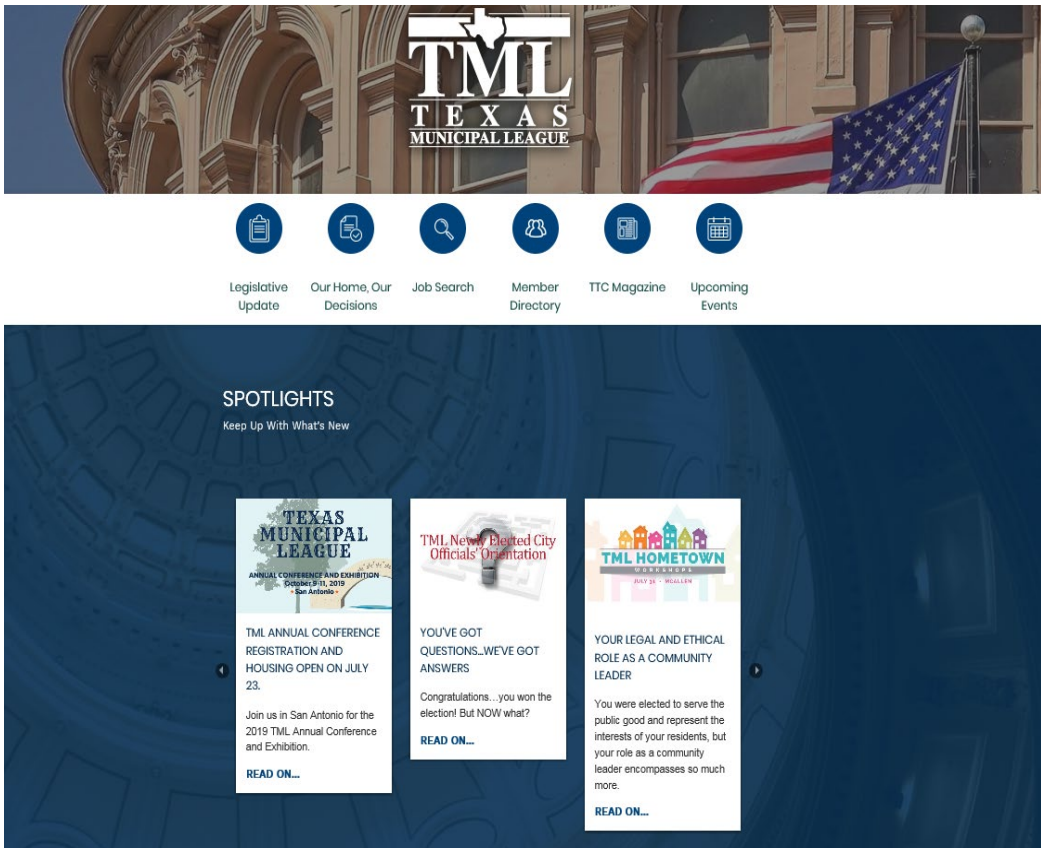 TML
TEXAS
MUNICIPAL LEAGUE
Legislative
Update
Our Home, Our
Decisions
Job Search
Member
Directory
TTC Magazine
Upcoming
Events
SPOTLIGHTS
Keep Up With What's New
TEXAS
MUNICIPAL
LEAGUE
ANNUAL CONFERENCE AND EXHIBITION
October 9-11, 2019
• San Antonio •
TML ANNUAL CONFERENCE
REGISTRATION AND
HOUSING OPEN ON JULY
23.
Join us in San Antonio for the
2019 TML Annual Conference
and Exhibition.
READ ON...
TML Newly Elected City
Officials' Orientation
YOU'VE GOT
QUESTIONS...WE'VE GOT
ANSWERS
Congratulations...you won the
election! But NOW what?
READ ON...
TML HOMETOWN
WORKSHOPS
JULY 30 - MCALLEN
YOUR LEGAL AND ETHICAL
ROLE AS A COMMUNITY
LEADER
You were elected to serve the
public good and represent the
interests of your residents, but
your role as a community
leader encompasses so much
more.
READ ON...